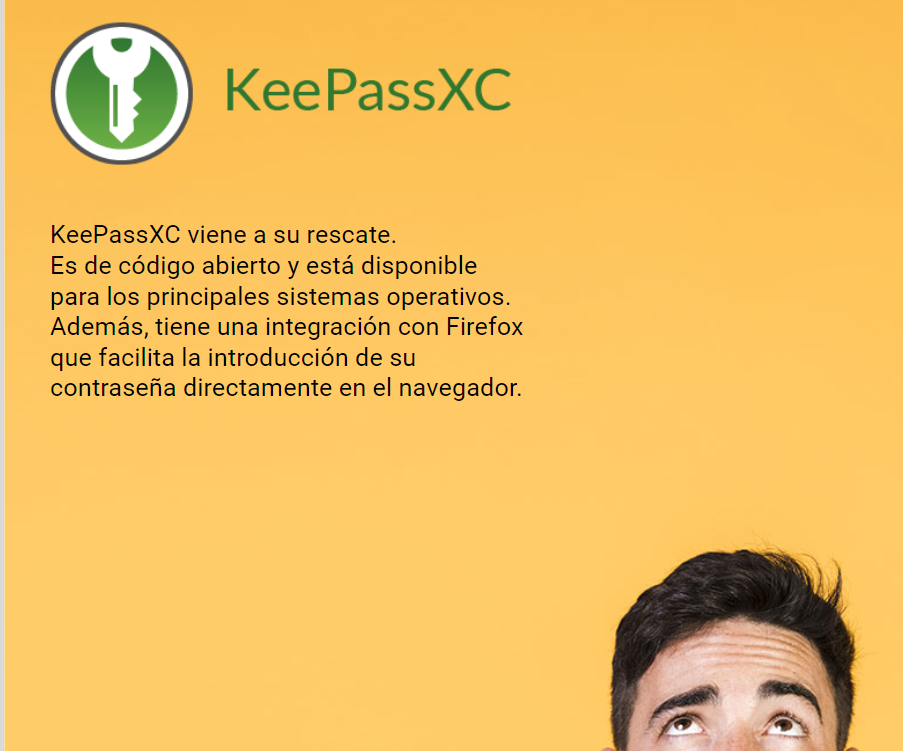 KeePassXC
KeePassXC viene a su rescate.
Es de código abierto y está disponible
para los principales sistemas operativos.
Además, tiene una integración con Firefox
que facilita la introducción de su
contraseña directamente en el navegador.